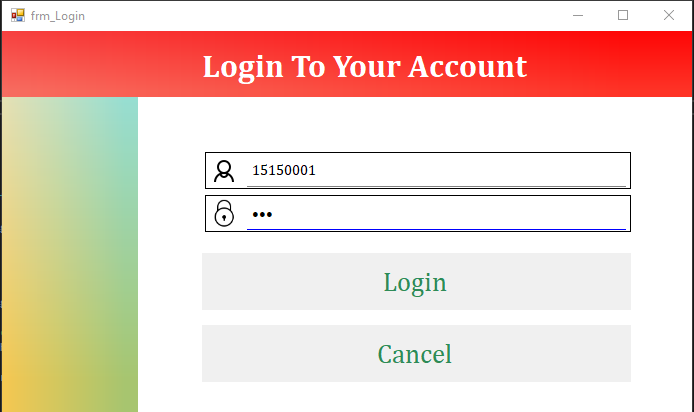 frm_Login
Login To Your Account
15150001
•••
Login
Cancel